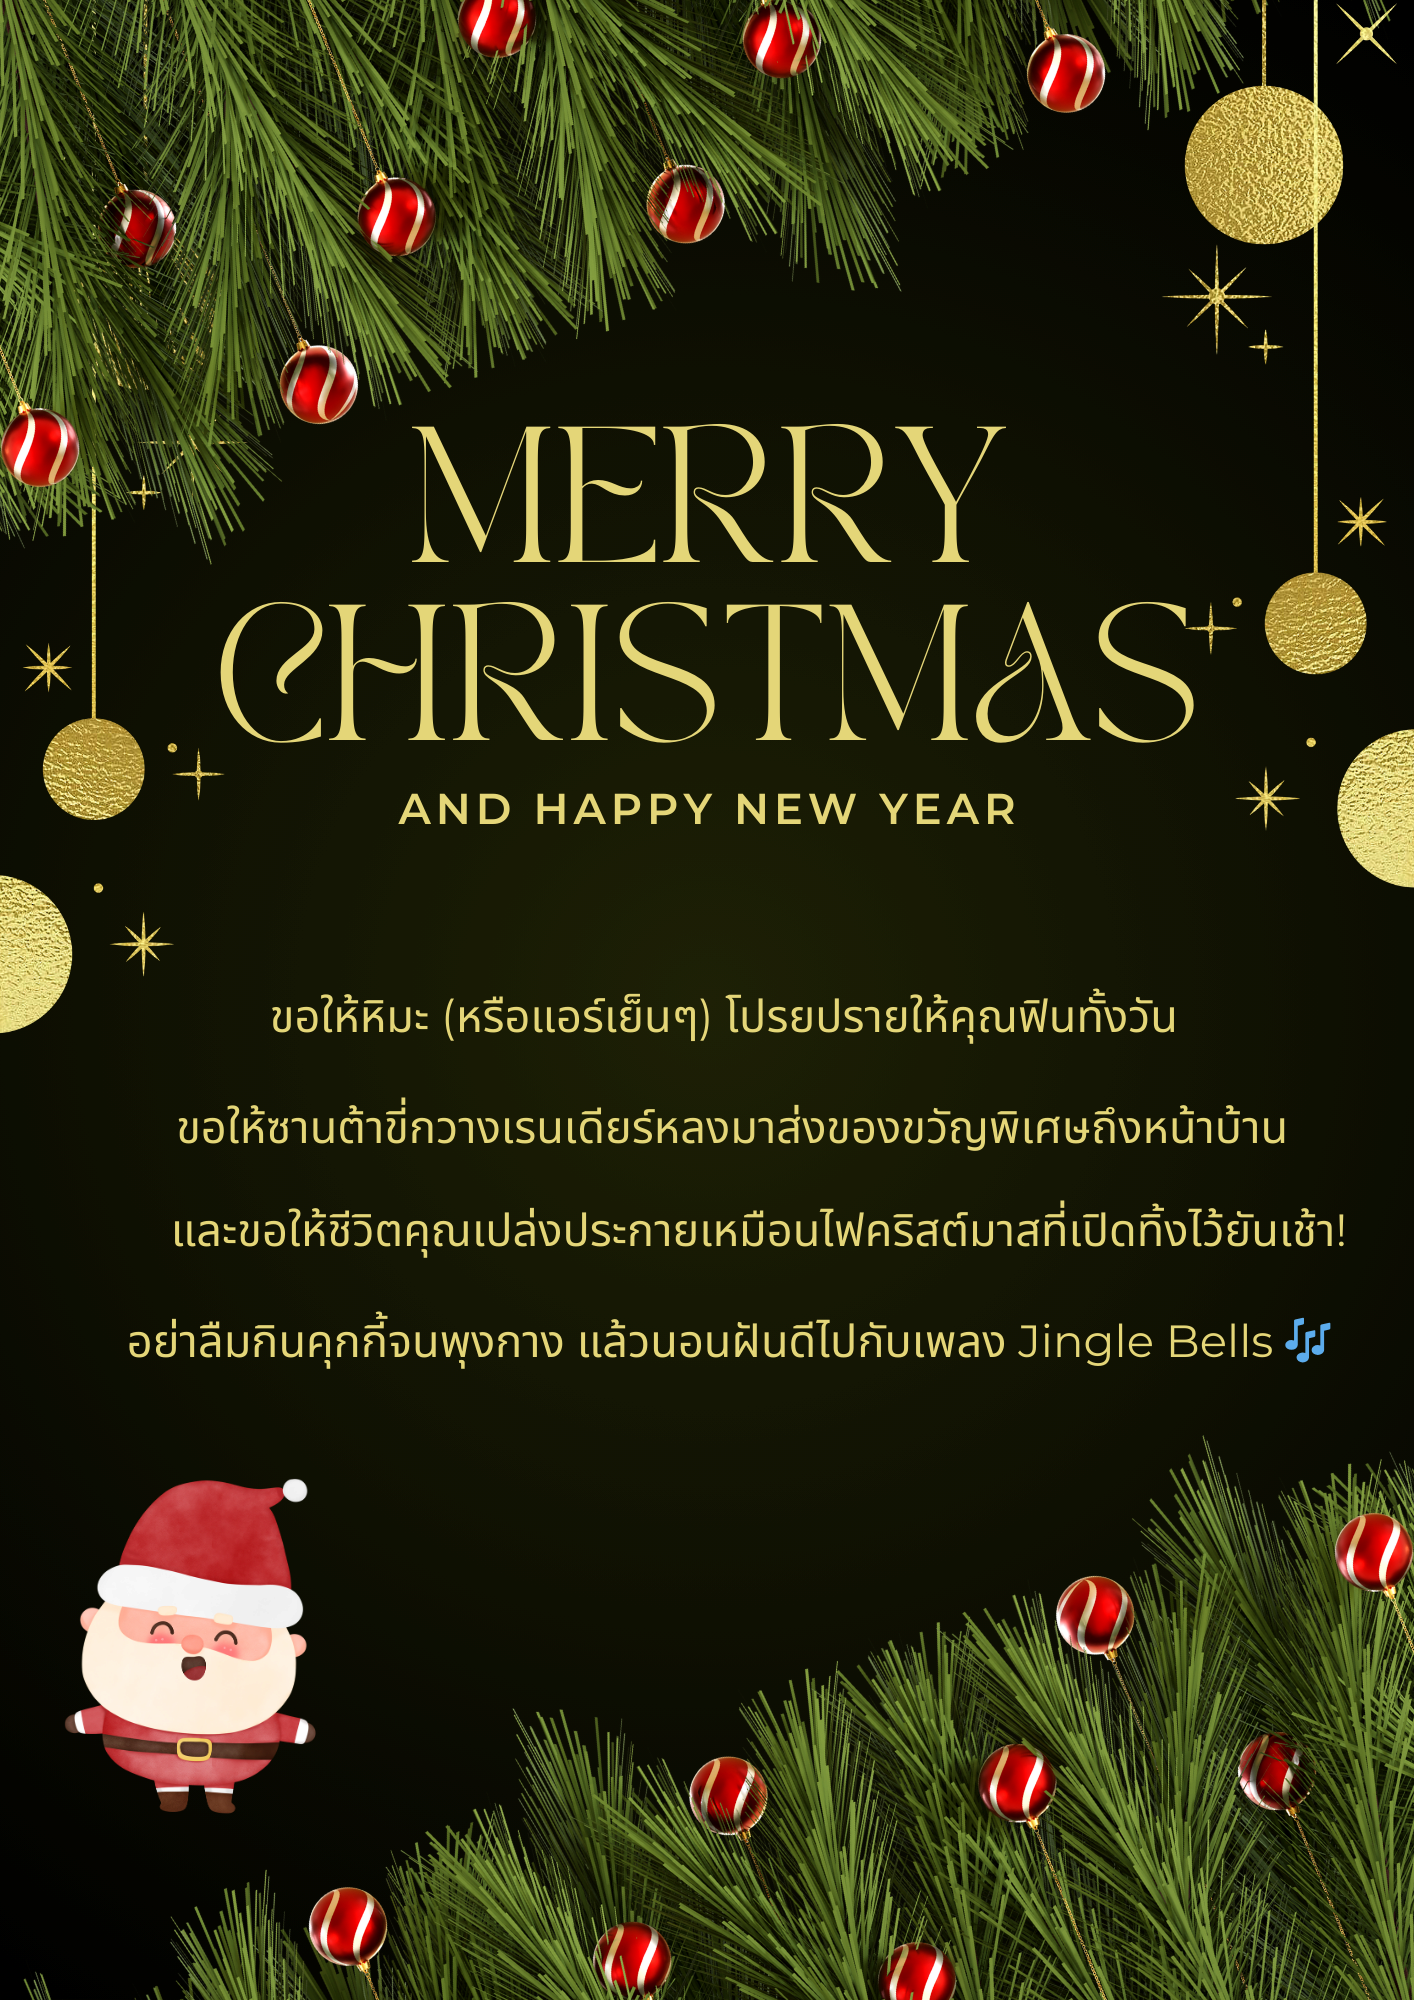 MERRY
CHRISTMAS
AND HAPPY NEW YEAR
ขอให้หิมะ (หรือแอร์เย็นๆ) โปรยปรายให้คุณฟินทั้งวัน
ขอให้ซานต้าขี่กวางเรนเดียร์หลงมาส่งของขวัญพิเศษถึงหน้าบ้าน
และขอให้ชีวิตคุณเปล่งประกายเหมือนไฟคริสต์มาสที่เปิดทิ้งไว้ยันเช้า!
อย่าลืมกินคุกกี้จนพุงกาง แล้วนอนฝันดีไปกับเพลง Jingle Bells 🎶